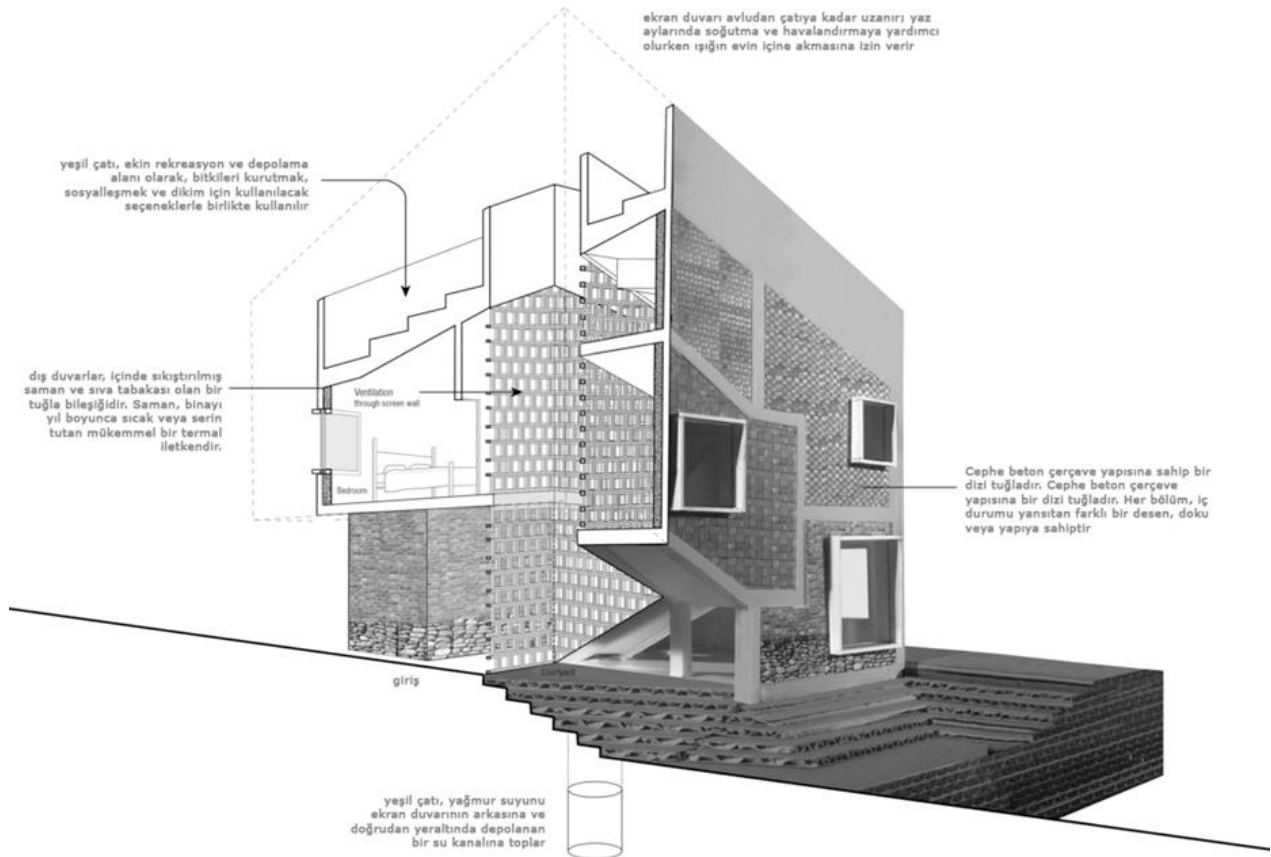 ekran duvarı avludan çatıya kadar uzanır; yaz
aylarında soğutma ve havalandırmaya yardımcı
olurken ışığın evin içine akmasına izin verir
yeşil çatı, ekin rekreasyon ve depolama
alanı olarak, bitkileri kurutmak,
sosyalleşmek ve dikim için kullanılacak
seçeneklerle birlikte kullanılır
dış duvarlar, içinde sıkıştırılmış
saman ve sıva tabakası olan bir
tuğla bileşiğidir. Saman, binayı
yıl boyunca sıcak veya serin
tutan mükemmel bir termal
iletkendir.
Ventilation
through screen wall
Bedroom
Cephe beton çerçeve yapısına sahip bir
dizi tuğladır. Cephe beton çerçeve
yapısına bir dizi tuğladır. Her bölüm, iç
durumu yansıtan farklı bir desen, doku
veya yapıya sahiptir
giriş
Courtyard
yeşil çatı, yağmur suyunu
ekran duvarının arkasına ve
doğrudan yeraltında depolanan
bir su kanalına toplar